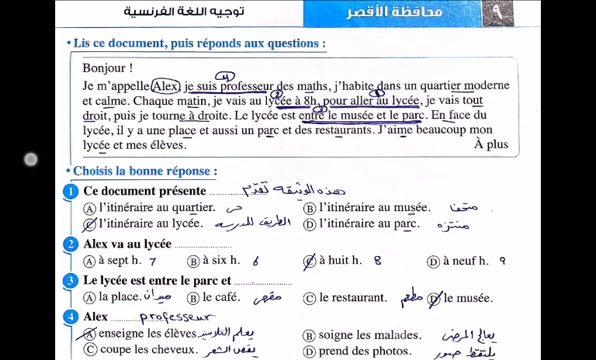 ٩ محافظة الأقصر توجيه اللغة الفرنسية
• Lis ce document, puis réponds aux questions :
Bonjour !
Je m'appelle Alex, je suis professeur des maths, j'habite dans un quartier moderne
et calme. Chaque matin, je vais au lycée à 8h, pour aller au lycée, je vais tout
droit, puis je tourne à droite. Le lycée est entre le musée et le parc. En face du
lycée, il y a une place et aussi un parc et des restaurants. J'aime beaucoup mon
lycée et mes élèves. À plus
• Choisis la bonne réponse :
1 Ce document présente .............. هذه الوثيقة تقدم
A l'itinéraire au quartier. حى B l'itinéraire au musée. متحف
C l'itinéraire au lycée. الطريق للمدرسه D l'itinéraire au parc. منتزه
2 Alex va au lycée ..............
A à sept h. 7 B à six h. 6 C à huit h. 8 D à neuf h. 9
3 Le lycée est entre le parc et ..............
A la place. ميدان B le café. مقهى C le restaurant. مطعم D le musée.
4 Alex .............. professeur
A enseigne les élèves. يعلم التلاميذ B soigne les malades. يعالج المرضى
C coupe les cheveux. يقص الشعر D prend des photos. يلتقط صور